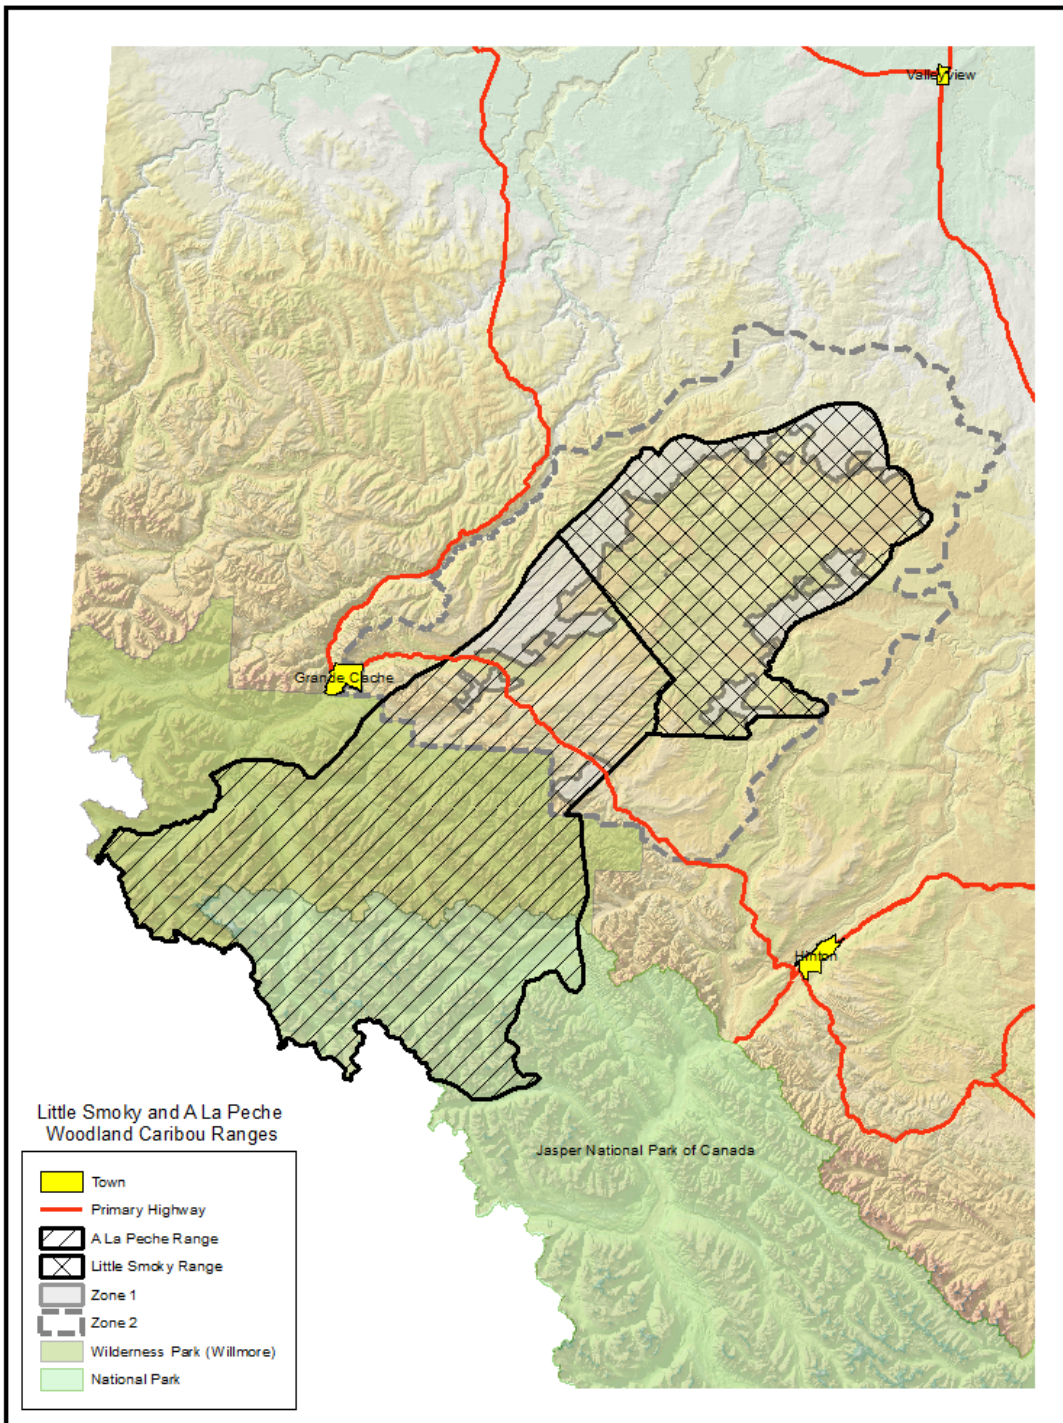 Valleyview
Grande Cache
Hinton
Little Smoky and A La Peche
Woodland Caribou Ranges
Jasper National Park of Canada
Town
Primary Highway
A La Peche Range
Little Smoky Range
Zone 1
Zone 2
Wilderness Park (Willmore)
National Park